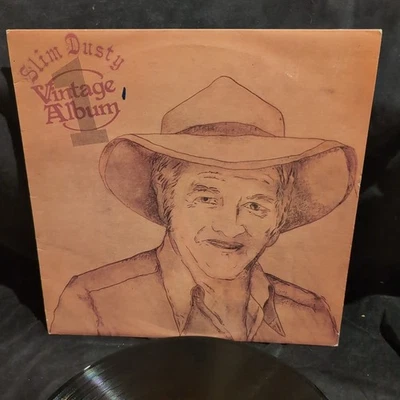 Slim Dusty
Vintage
Album
1